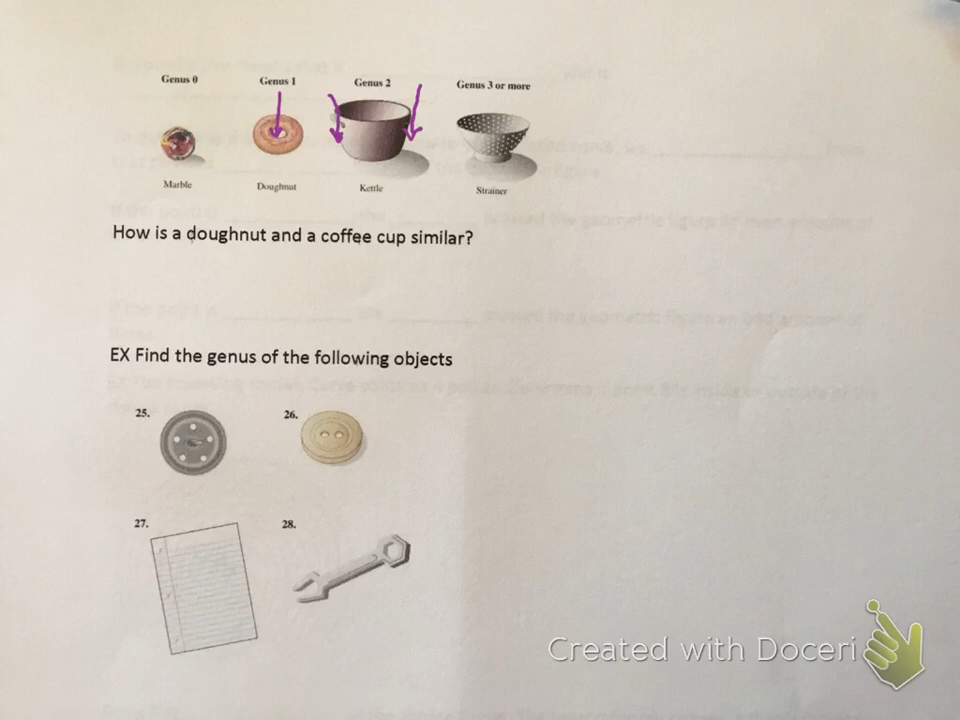 Genus 0 Genus 1 Genus 2 Genus 3 or more
Marble Doughnut Kettle Strainer
How is a doughnut and a coffee cup similar?
EX Find the genus of the following objects
25. 26.
27. 28.
Created with Doceri